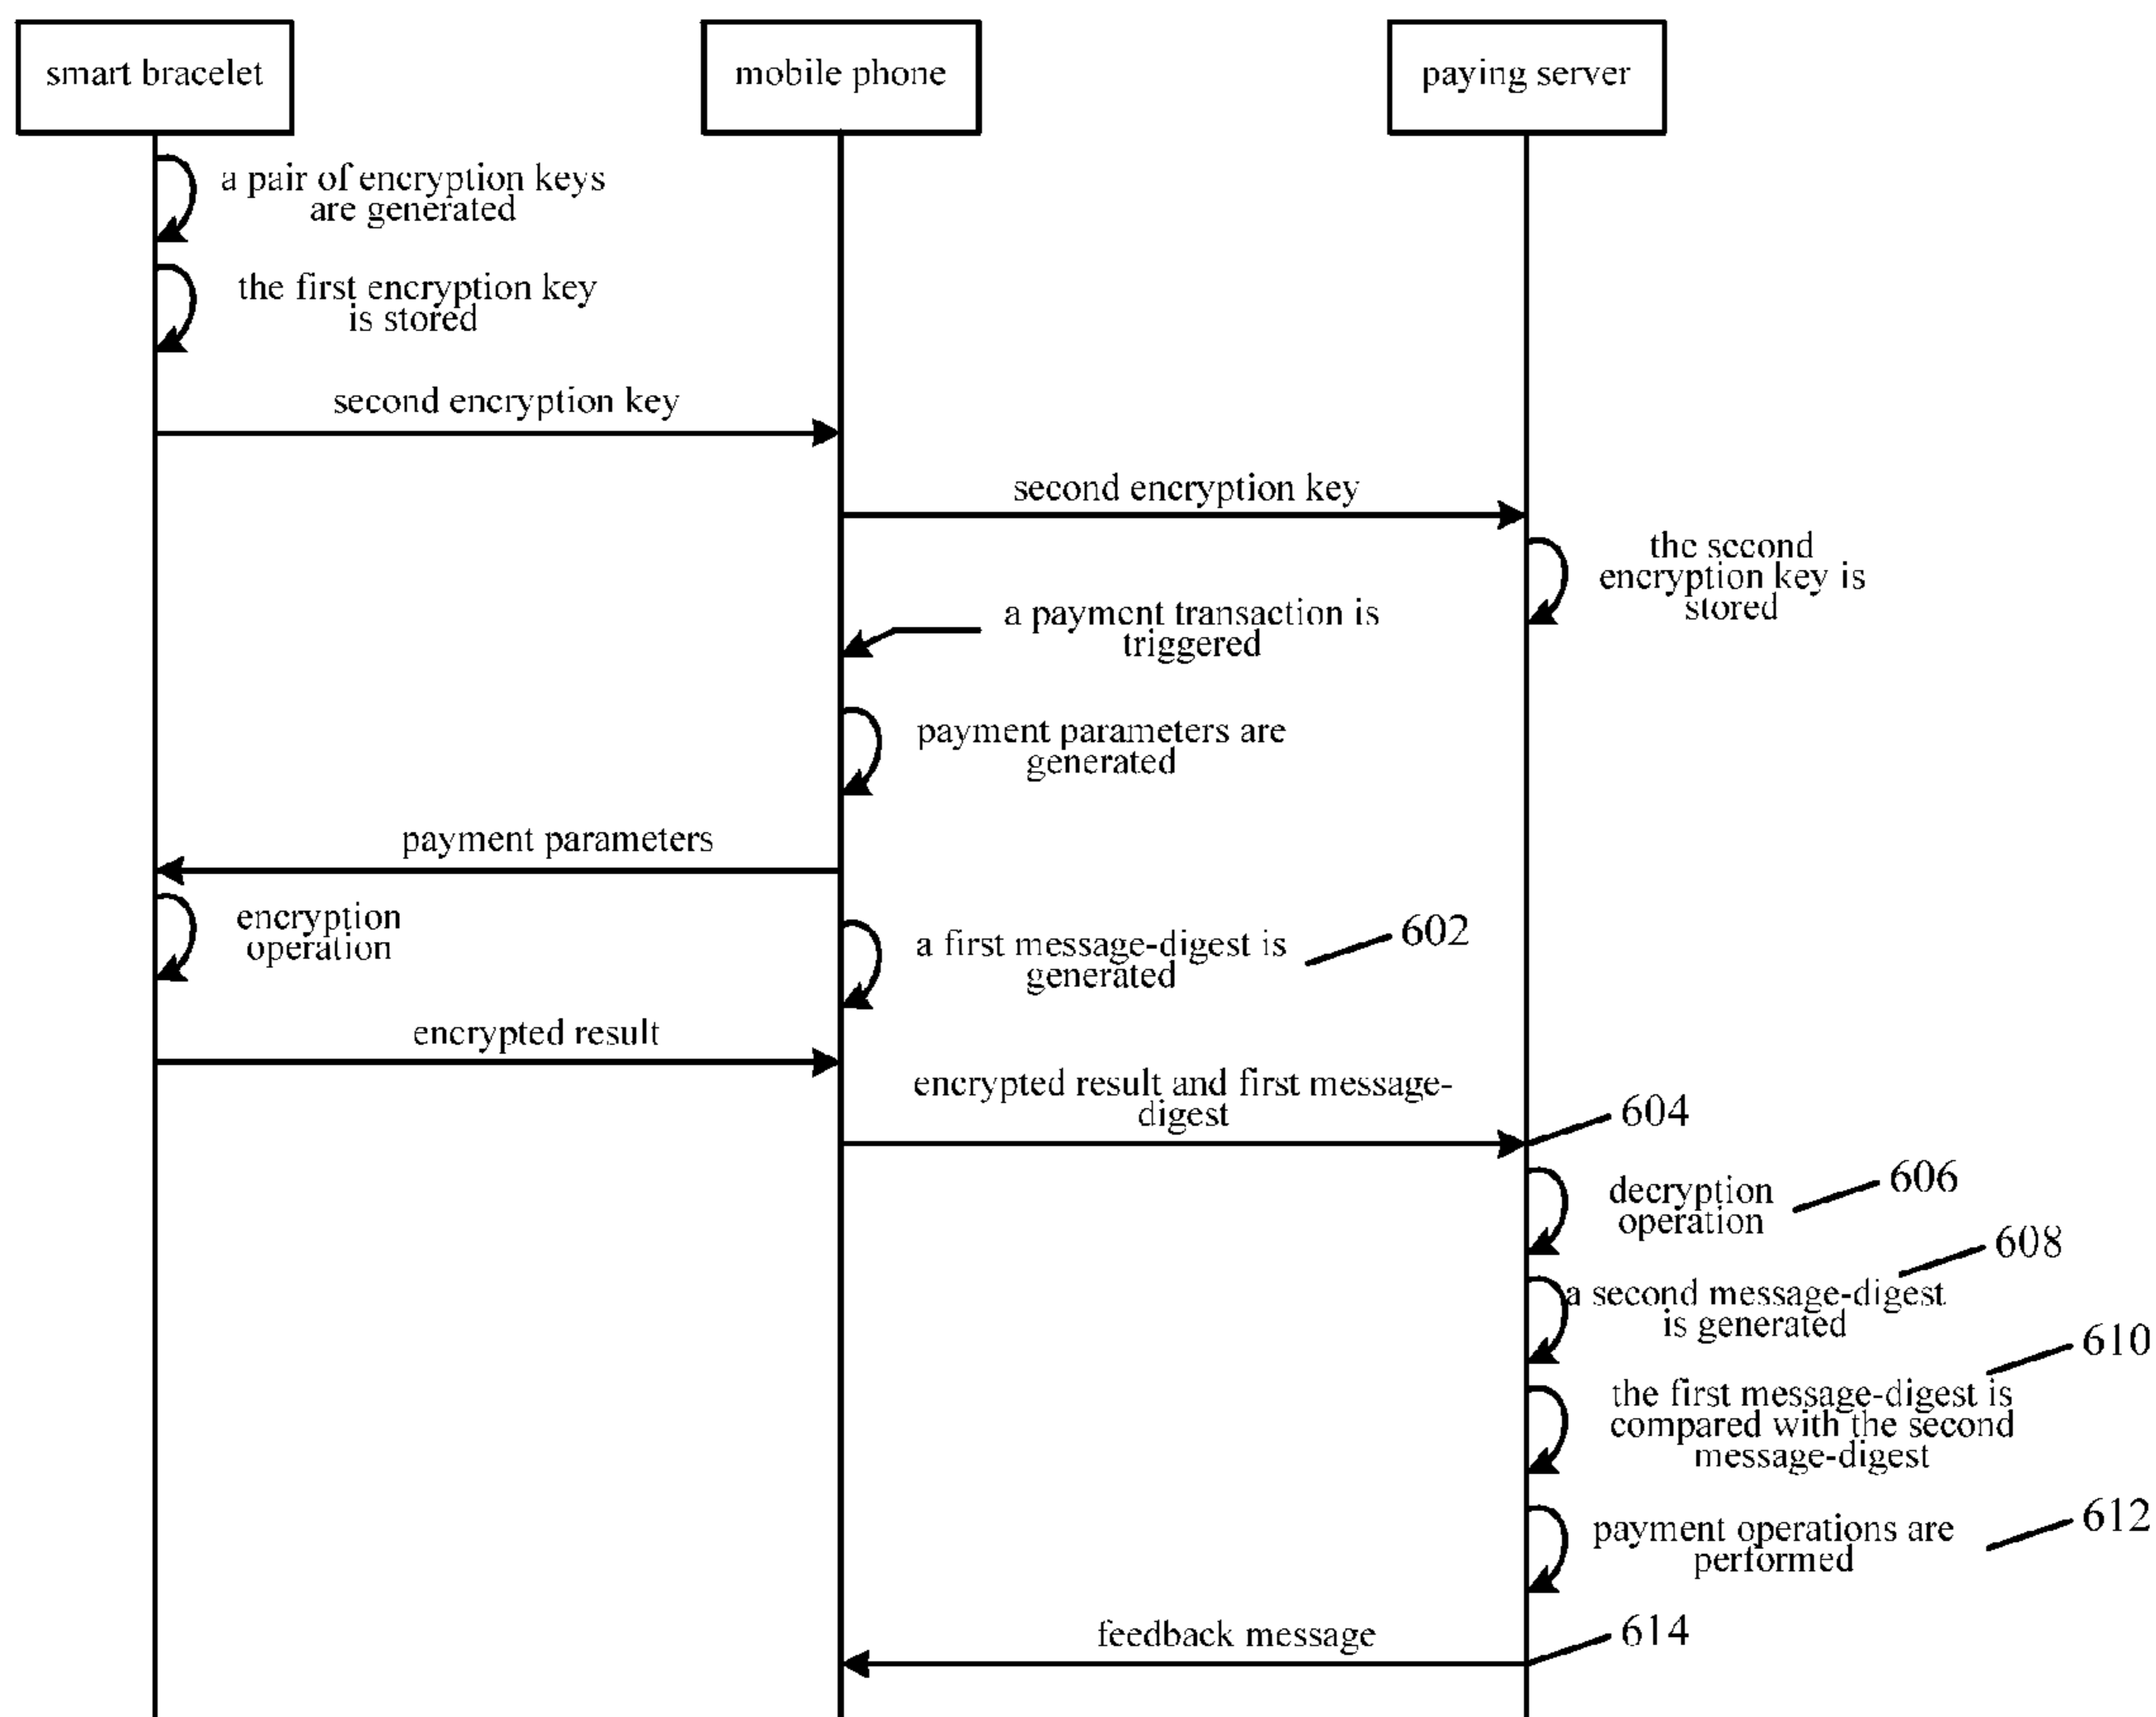 smart bracelet
mobile phone
paying server
a pair of encryption keys
are generated
the first encryption key
is stored
second encryption key
second encryption key
the second
encryption key is
stored
a payment transaction is
triggered
payment parameters are
generated
payment parameters
encryption
operation
a first message-digest is
generated
602
encrypted result
encrypted result and first message-
digest
604
decryption
operation
606
608
a second message-digest
is generated
610
the first message-digest is
compared with the second
message-digest
612
payment operations are
performed
feedback message
614